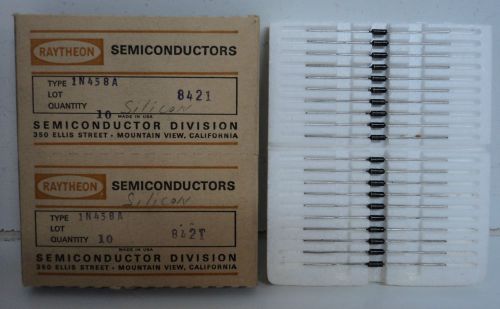 RAYTHEON SEMICONDUCTORS
TYPE 1N458A
LOT 8421
QUANTITY 10 Silicon
MADE IN USA
SEMICONDUCTOR DIVISION
350 ELLIS STREET • MOUNTAIN VIEW, CALIFORNIA
RAYTHEON SEMICONDUCTORS
Silicon
TYPE 1N458A
LOT
QUANTITY 10 8421
MADE IN USA
SEMICONDUCTOR DIVISION
350 ELLIS STREET • MOUNTAIN VIEW, CALIFORNIA